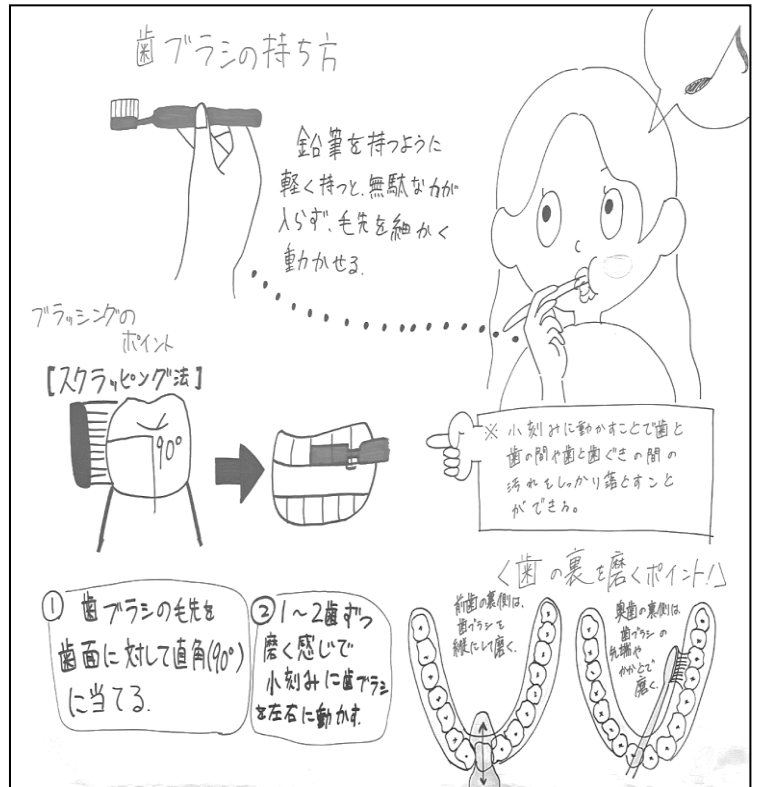 歯ブラシの持ち方
鉛筆を持つように
軽く持つと、無駄な力が
入らず、毛先を細かく
動かせる.
ブラッシングの
ポイント
【スクラッピング法】
90°
※ 小刻みに動かすことで歯と
歯の間や歯と歯ぐきの間の
汚れをしっかり落とすこと
ができる。
① 歯ブラシの毛先を
歯面に対して直角(90°)
に当てる.
② 1〜2歯ずつ
磨く感じで
小刻みに歯ブラシ
を左右に動かす.
〈歯の裏を磨くポイント!」
前歯の裏側は、
歯ブラシを
縦にして磨く.
奥歯の裏側は
歯ブラシの
先端や
かかとで
磨く.